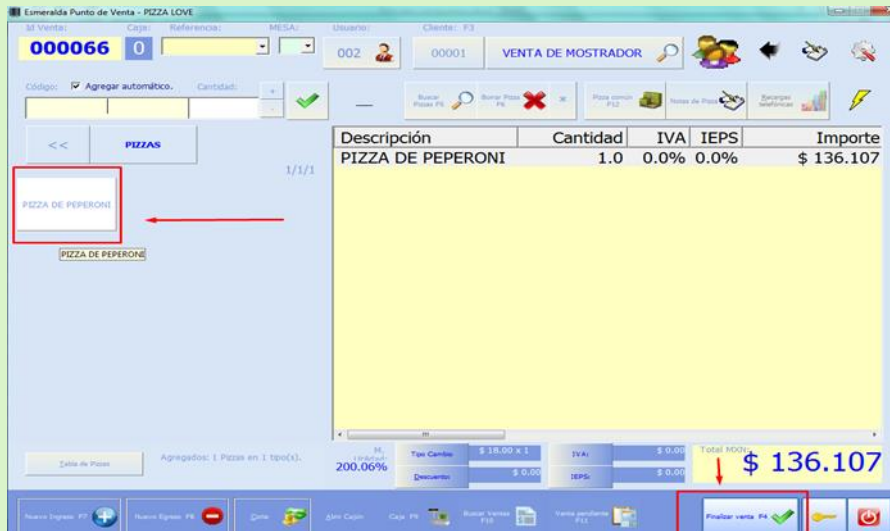 Esmeralda Punto de Venta - PIZZA LOVE
Id Venta: Caja: Referencia: MESA: Usuario: Cliente: F3
000066 0 002 00001 VENTA DE MOSTRADOR
Código: Agregar automático. Cantidad: + -
Buscar Pizzas F5 Borrar Pizza F6 Pizza común F12 Notas de Pizza Recargas telefónicas
<< PIZZAS
1/1/1
Descripción Cantidad IVA IEPS Importe
PIZZA DE PEPERONI 1.0 0.0% 0.0% $ 136.107
PIZZA DE PEPERONI
PIZZA DE PEPERONI
Tabla de Pizzas Agregados: 1 Pizzas en 1 tipo(s).
M. Utilidad: 200.06%
Tipo Cambio $ 18.00 x 1 IVA: $ 0.00
Descuento: $ 0.00 IEPS: $ 0.00
Total MXN: $ 136.107
Nuevo Ingreso F7 Nuevo Egreso F8 Corte Abrir Cajón Caja F9 Buscar Ventas F10 Venta pendiente F11 Finalizar venta F4